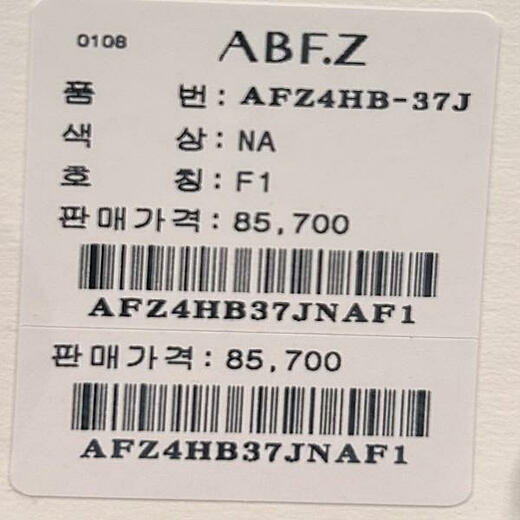 0108 ABF.Z
품 번: AFZ4HB-37J
색 상: NA
호 칭: F1
판매가격: 85,700
AFZ4HB37JNAF1
판매가격: 85,700
AFZ4HB37JNAF1